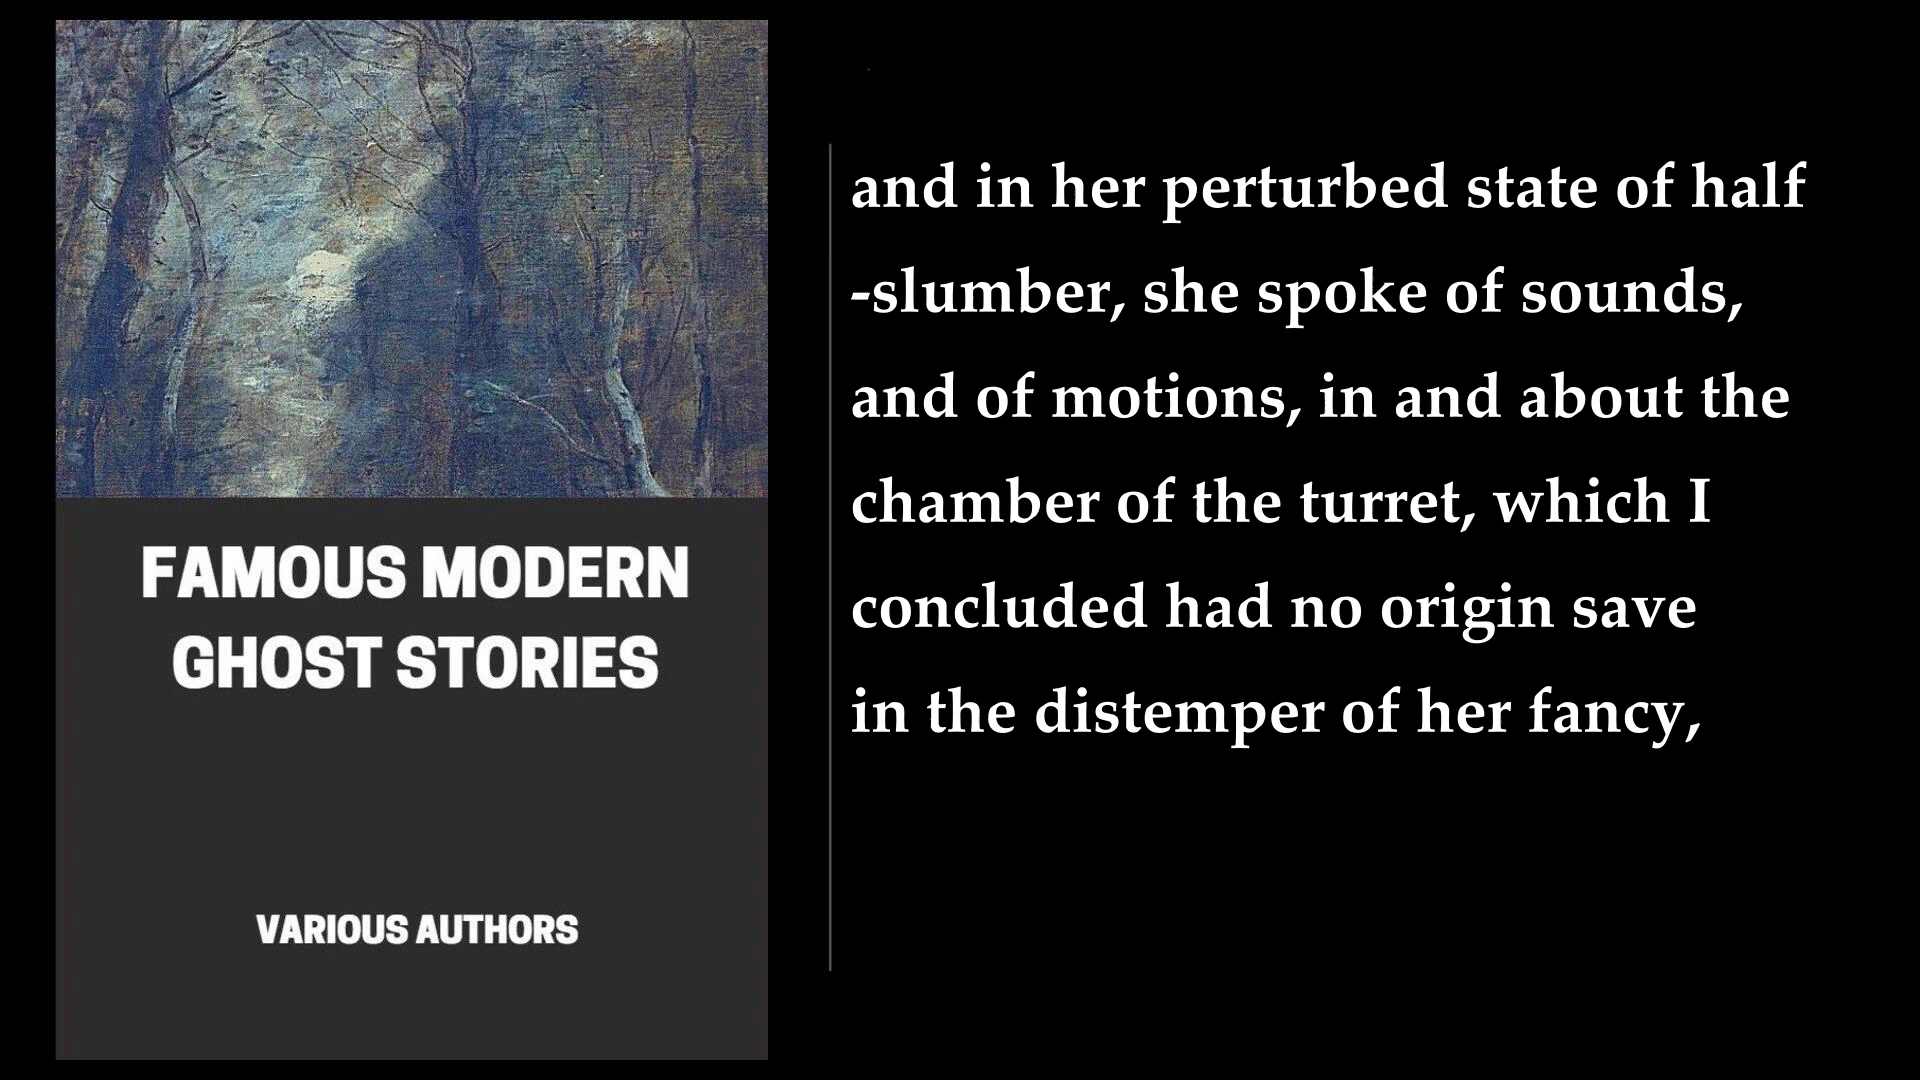 FAMOUS MODERN
GHOST STORIES
VARIOUS AUTHORS
and in her perturbed state of half
-slumber, she spoke of sounds,
and of motions, in and about the
chamber of the turret, which I
concluded had no origin save
in the distemper of her fancy,